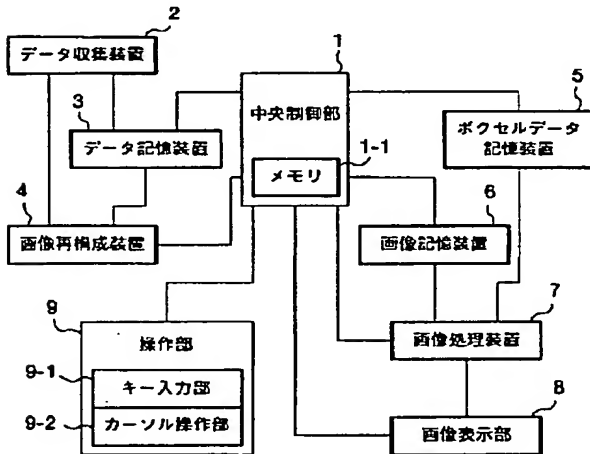 2
データ収集装置
1
中央制御部
5
ボクセルデータ
記憶装置
3
データ記憶装置
1-1
メモリ
4
画像再構成装置
6
画像記憶装置
7
画像処理装置
9
操作部
9-1
キー入力部
9-2
カーソル操作部
8
画像表示部